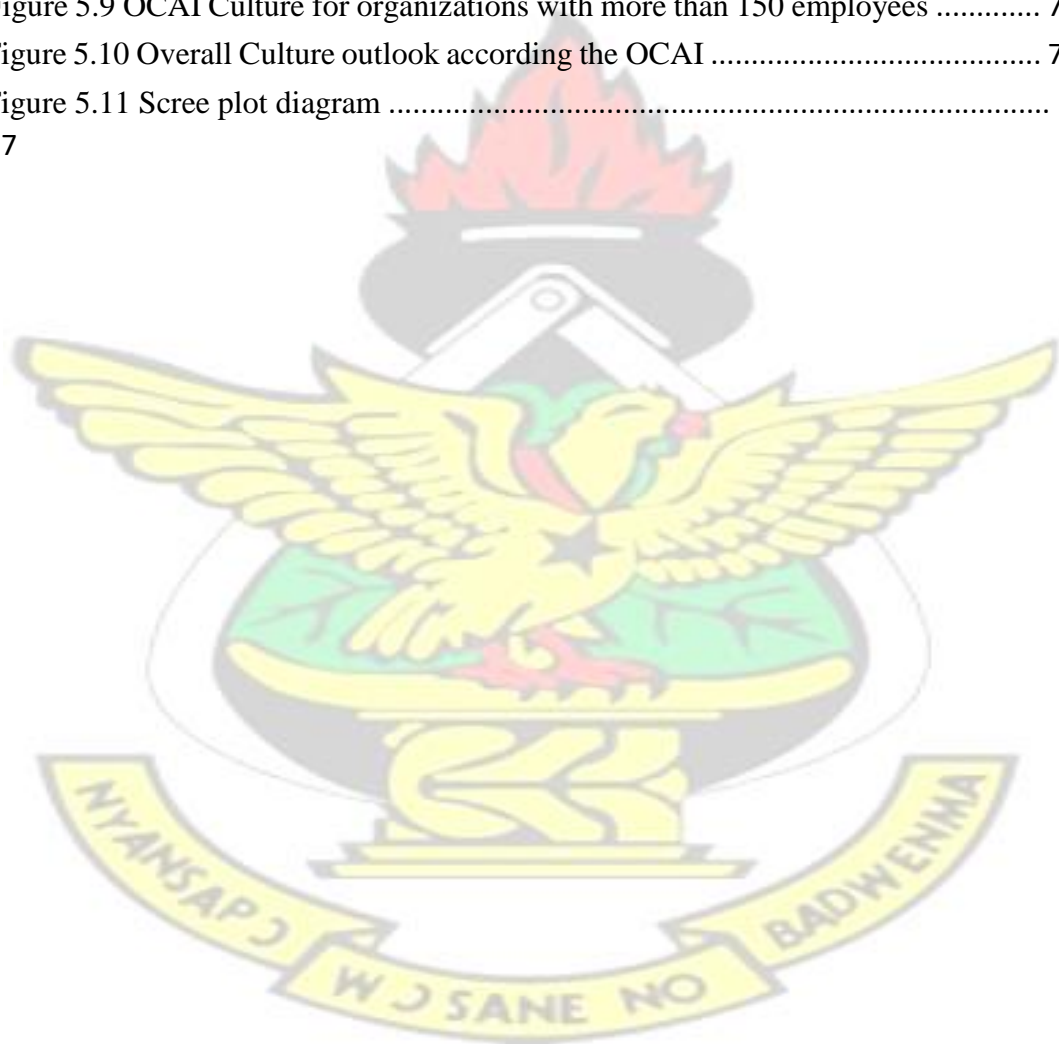 igure 5.9 OCAI Culture for organizations with more than 150 employees ............. 7
igure 5.10 Overall Culture outlook according the OCAI ......................................... 7
igure 5.11 Scree plot diagram ...................................................................................
7
NYANSAPƆ WƆSANE NO BADWENMA